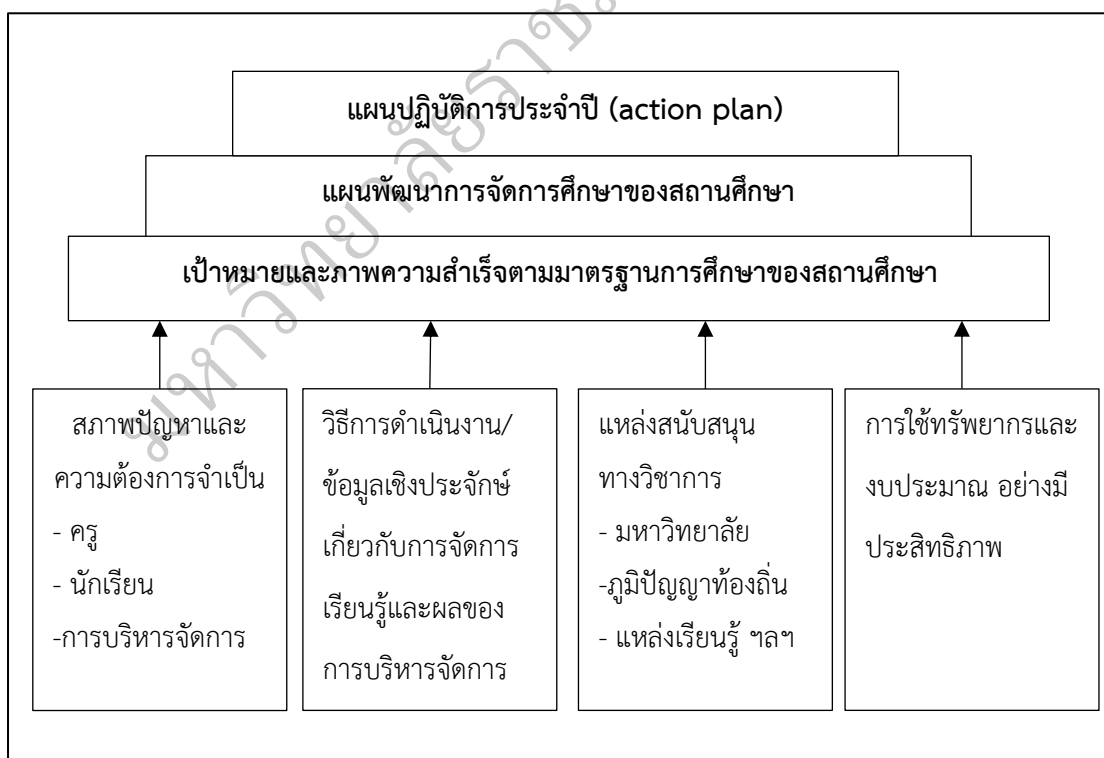 แผนปฏิบัติการประจำปี (action plan)
แผนพัฒนาการจัดการศึกษาของสถานศึกษา
เป้าหมายและภาพความสำเร็จตามมาตรฐานการศึกษาของสถานศึกษา
สภาพปัญหาและ
ความต้องการจำเป็น
- ครู
- นักเรียน
-การบริหารจัดการ
วิธีการดำเนินงาน/
ข้อมูลเชิงประจักษ์
เกี่ยวกับการจัดการ
เรียนรู้และผลของ
การบริหารจัดการ
แหล่งสนับสนุน
ทางวิชาการ
- มหาวิทยาลัย
-ภูมิปัญญาท้องถิ่น
- แหล่งเรียนรู้ ฯลฯ
การใช้ทรัพยากรและ
งบประมาณ อย่างมี
ประสิทธิภาพ
มหาวิทยาลัยราช